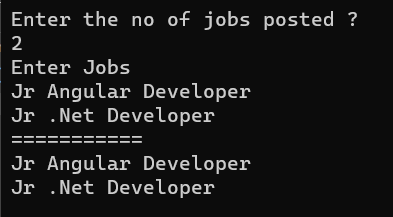 Enter the no of jobs posted ?
2
Enter Jobs
Jr Angular Developer
Jr .Net Developer
===========
Jr Angular Developer
Jr .Net Developer